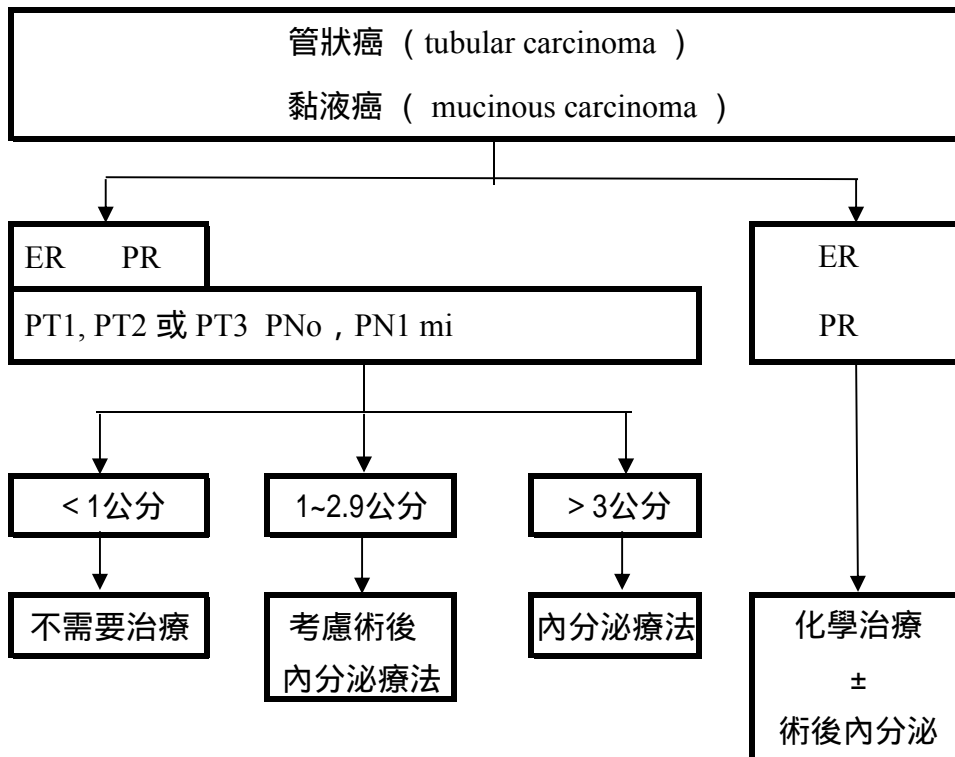 管狀癌 ( tubular carcinoma )
黏液癌 ( mucinous carcinoma )
ER PR
PT1, PT2 或 PT3 PNo , PN1 mi
ER
PR
< 1公分
1~2.9公分
> 3公分
不需要治療
考慮術後
內分泌療法
內分泌療法
化學治療
±
術後內分泌